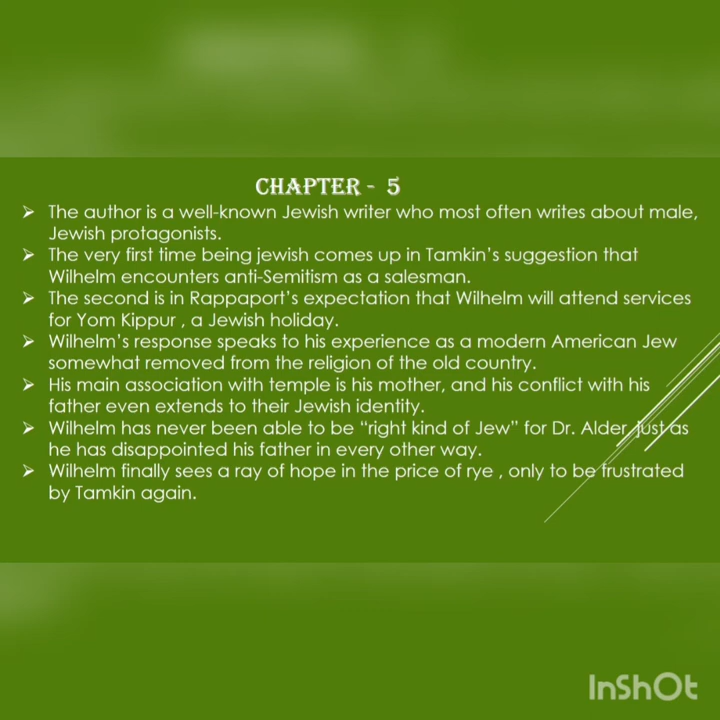 CHAPTER - 5
➢ The author is a well-known Jewish writer who most often writes about male,
Jewish protagonists.
➢ The very first time being jewish comes up in Tamkin's suggestion that
Wilhelm encounters anti-Semitism as a salesman.
➢ The second is in Rappaport's expectation that Wilhelm will attend services
for Yom Kippur , a Jewish holiday.
➢ Wilhelm's response speaks to his experience as a modern American Jew
somewhat removed from the religion of the old country.
➢ His main association with temple is his mother, and his conflict with his
father even extends to their Jewish identity.
➢ Wilhelm has never been able to be "right kind of Jew" for Dr. Alder, just as
he has disappointed his father in every other way.
➢ Wilhelm finally sees a ray of hope in the price of rye , only to be frustrated
by Tamkin again.
InShOt